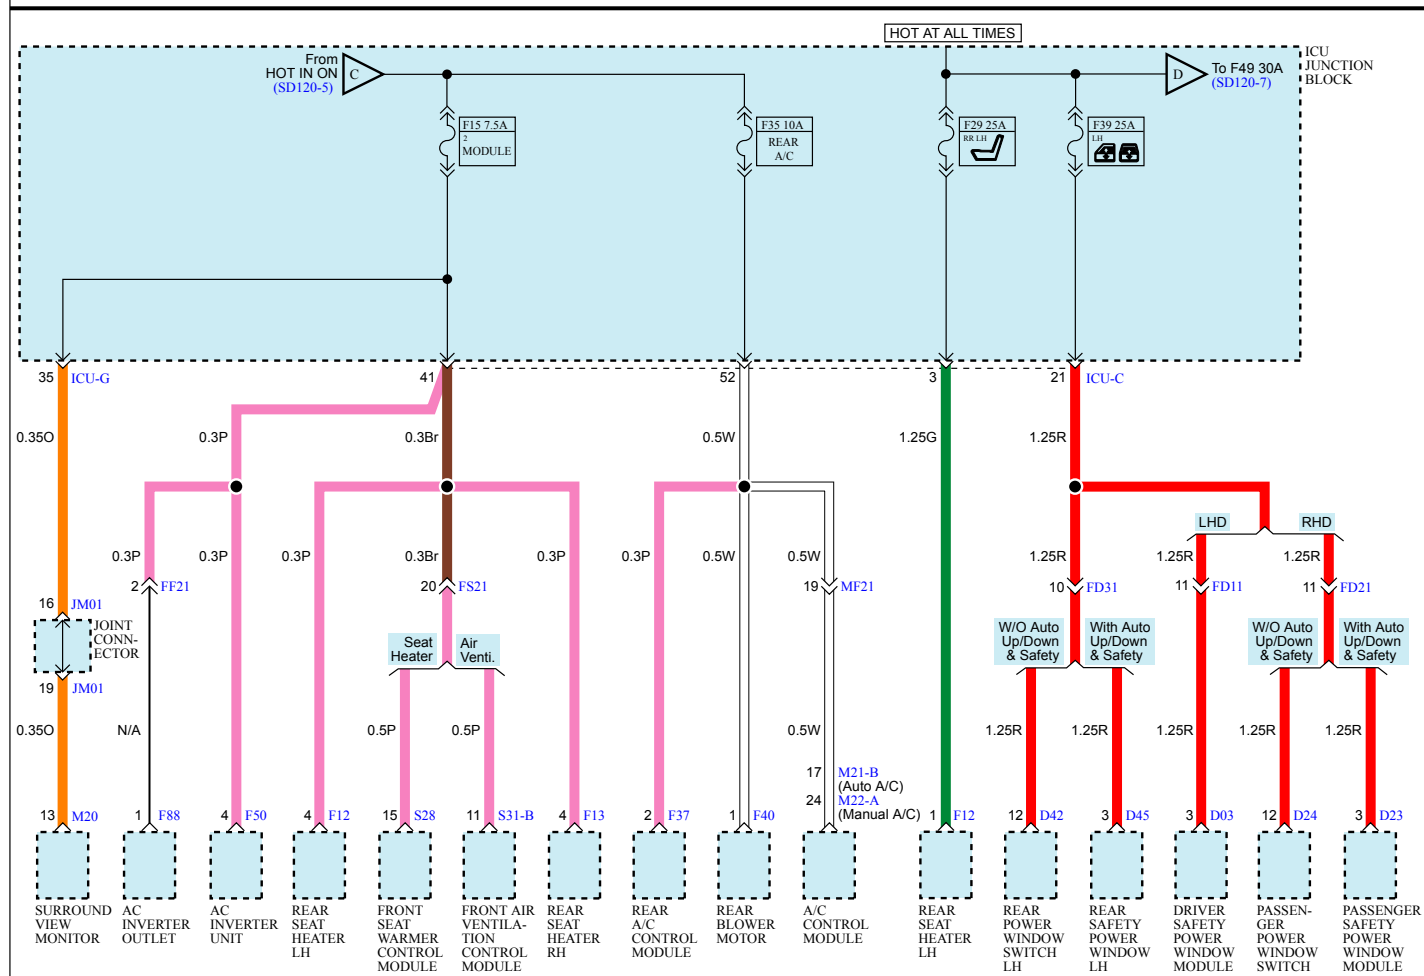 HOT AT ALL TIMES
ICU
JUNCTION
BLOCK
From
HOT IN ON
(SD120-5)
C
D
To F49 30A
(SD120-7)
F15 7.5A
2
MODULE
F35 10A
REAR
A/C
F29 25A
RR LH
F39 25A
LH
35 ICU-G
41
52
3
21 ICU-C
0.35O
0.3P
0.3Br
0.5W
1.25G
1.25R
LHD
RHD
0.3P
0.3P
0.3P
0.3Br
0.3P
0.3P
0.5W
0.5W
1.25R
1.25R
1.25R
2 FF21
20 FS21
19 MF21
10 FD31
11 FD11
11 FD21
16 JM01
JOINT
CONN-
ECTOR
19 JM01
Seat
Heater
Air
Venti.
W/O Auto
Up/Down
& Safety
With Auto
Up/Down
& Safety
W/O Auto
Up/Down
& Safety
With Auto
Up/Down
& Safety
0.35O
N/A
0.5P
0.5P
0.5W
1.25R
1.25R
1.25R
1.25R
1.25R
17 M21-B
(Auto A/C)
24 M22-A
(Manual A/C)
13 M20
1 F88
4 F50
4 F12
15 S28
11 S31-B
4 F13
2 F37
1 F40
1 F12
12 D42
3 D45
3 D03
12 D24
3 D23
SURROUND
VIEW
MONITOR
AC
INVERTER
OUTLET
AC
INVERTER
UNIT
REAR
SEAT
HEATER
LH
FRONT
SEAT
WARMER
CONTROL
MODULE
FRONT AIR
VENTILA-
TION
CONTROL
MODULE
REAR
SEAT
HEATER
RH
REAR
A/C
CONTROL
MODULE
REAR
BLOWER
MOTOR
A/C
CONTROL
MODULE
REAR
SEAT
HEATER
LH
REAR
POWER
WINDOW
SWITCH
LH
REAR
SAFETY
POWER
WINDOW
LH
DRIVER
SAFETY
POWER
WINDOW
MODULE
PASSEN-
GER
POWER
WINDOW
SWITCH
PASSENGER
SAFETY
POWER
WINDOW
MODULE